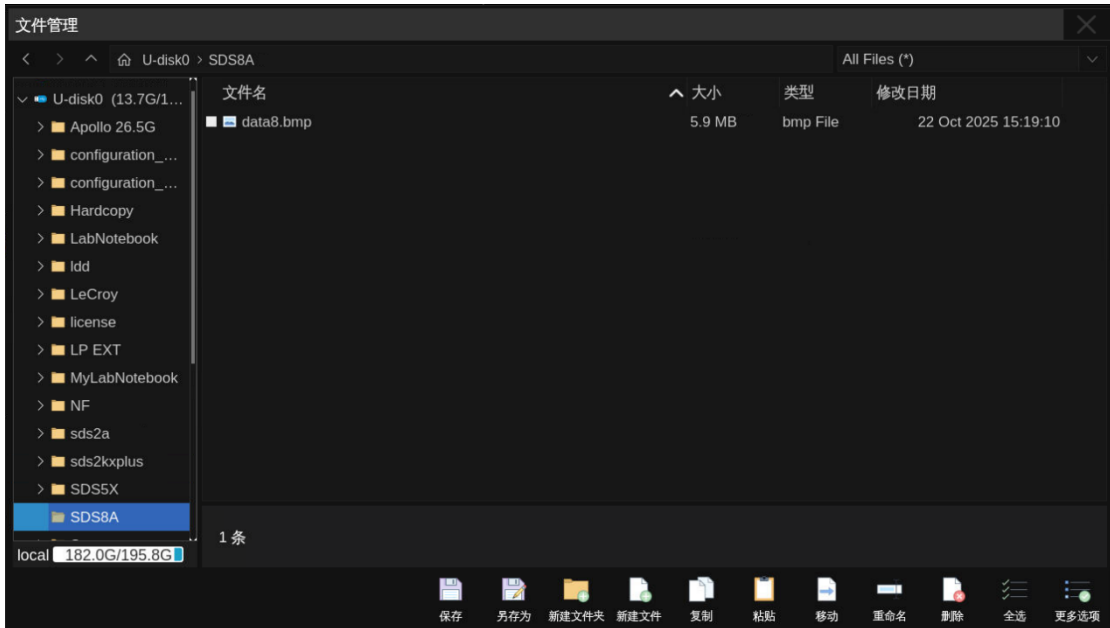 文件管理
U-disk0 > SDS8A
All Files (*)
U-disk0 (13.7G/1...
Apollo 26.5G
configuration_...
configuration_...
Hardcopy
LabNotebook
ldd
LeCroy
license
LP EXT
MyLabNotebook
NF
sds2a
sds2kxplus
SDS5X
SDS8A
local 182.0G/195.8G
文件名 大小 类型 修改日期
data8.bmp 5.9 MB bmp File 22 Oct 2025 15:19:10
1 条
保存 另存为 新建文件夹 新建文件 复制 粘贴 移动 重命名 删除 全选 更多选项